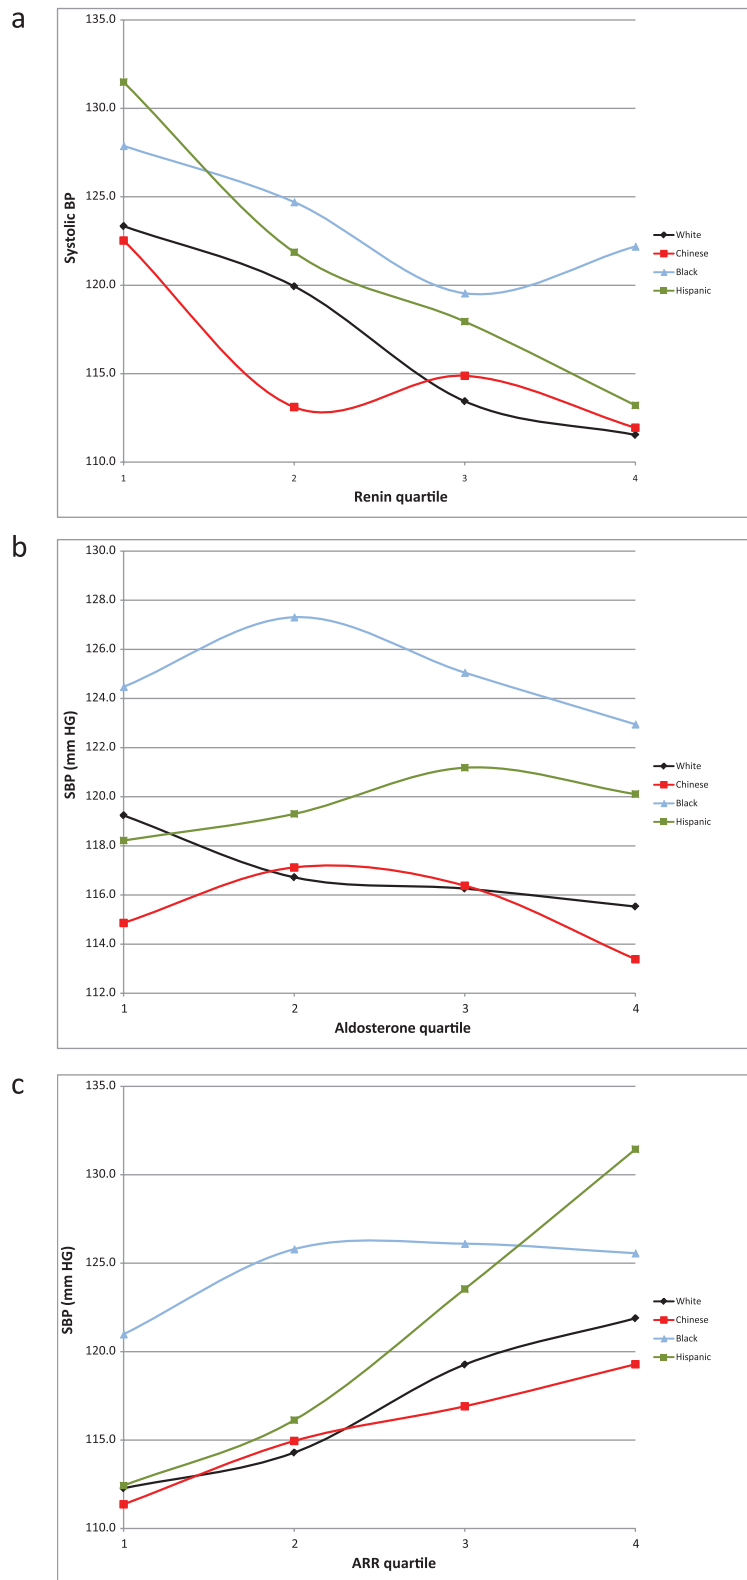 a
135.0
130.0
125.0
120.0
115.0
110.0
Systolic BP
1 2 3 4
Renin quartile
White
Chinese
Black
Hispanic
b
130.0
128.0
126.0
124.0
122.0
120.0
118.0
116.0
114.0
112.0
SBP (mm HG)
1 2 3 4
Aldosterone quartile
White
Chinese
Black
Hispanic
c
135.0
130.0
125.0
120.0
115.0
110.0
SBP (mm HG)
1 2 3 4
ARR quartile
White
Chinese
Black
Hispanic